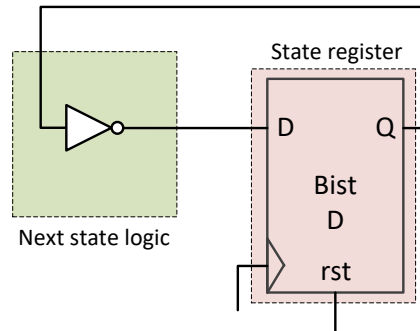 State register
D Q
Bist
D
rst
Next state logic